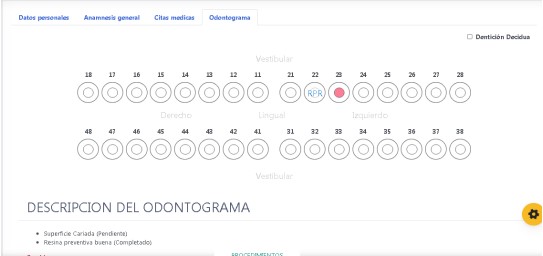 Datos personales Anamnesis general Citas medicas Odontograma
Dentición Decidua
Vestibular
18 17 16 15 14 13 12 11 21 22 23 24 25 26 27 28
RPR
Derecho Lingual Izquierdo
48 47 46 45 44 43 42 41 31 32 33 34 35 36 37 38
Vestibular
DESCRIPCION DEL ODONTOGRAMA
Superficie Cariada (Pendiente)
Resina preventiva buena (Completado)
PROCEDIMIENTOS